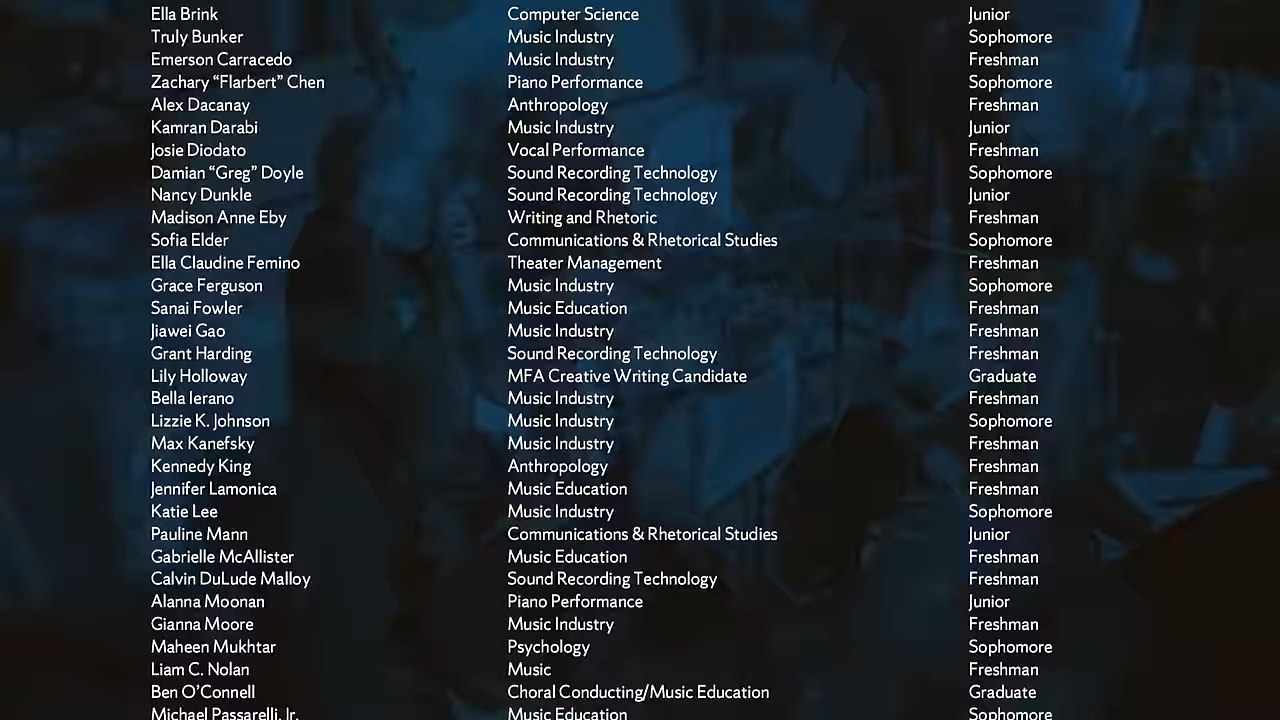 Ella Brink Computer Science Junior
Truly Bunker Music Industry Sophomore
Emerson Carracedo Music Industry Freshman
Zachary “Flarbert” Chen Piano Performance Sophomore
Alex Dacanay Anthropology Freshman
Kamran Darabi Music Industry Junior
Josie Diodato Vocal Performance Freshman
Damian “Greg” Doyle Sound Recording Technology Sophomore
Nancy Dunkle Sound Recording Technology Junior
Madison Anne Eby Writing and Rhetoric Freshman
Sofia Elder Communications & Rhetorical Studies Sophomore
Ella Claudine Femino Theater Management Freshman
Grace Ferguson Music Industry Sophomore
Sanai Fowler Music Education Freshman
Jiawei Gao Music Industry Freshman
Grant Harding Sound Recording Technology Freshman
Lily Holloway MFA Creative Writing Candidate Graduate
Bella Ierano Music Industry Freshman
Lizzie K. Johnson Music Industry Sophomore
Max Kanefsky Music Industry Freshman
Kennedy King Anthropology Freshman
Jennifer Lamonica Music Education Freshman
Katie Lee Music Industry Sophomore
Pauline Mann Communications & Rhetorical Studies Junior
Gabrielle McAllister Music Education Freshman
Calvin DuLude Malloy Sound Recording Technology Freshman
Alanna Moonan Piano Performance Junior
Gianna Moore Music Industry Freshman
Maheen Mukhtar Psychology Sophomore
Liam C. Nolan Music Freshman
Ben O’Connell Choral Conducting/Music Education Graduate
Michael Passarelli, Jr. Music Education Sophomore